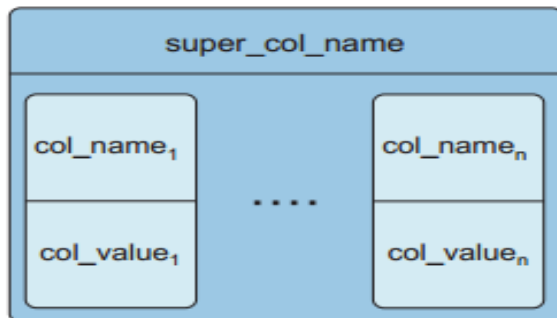 super_col_name
col_name₁ col_nameₙ
....
col_value₁ col_valueₙ